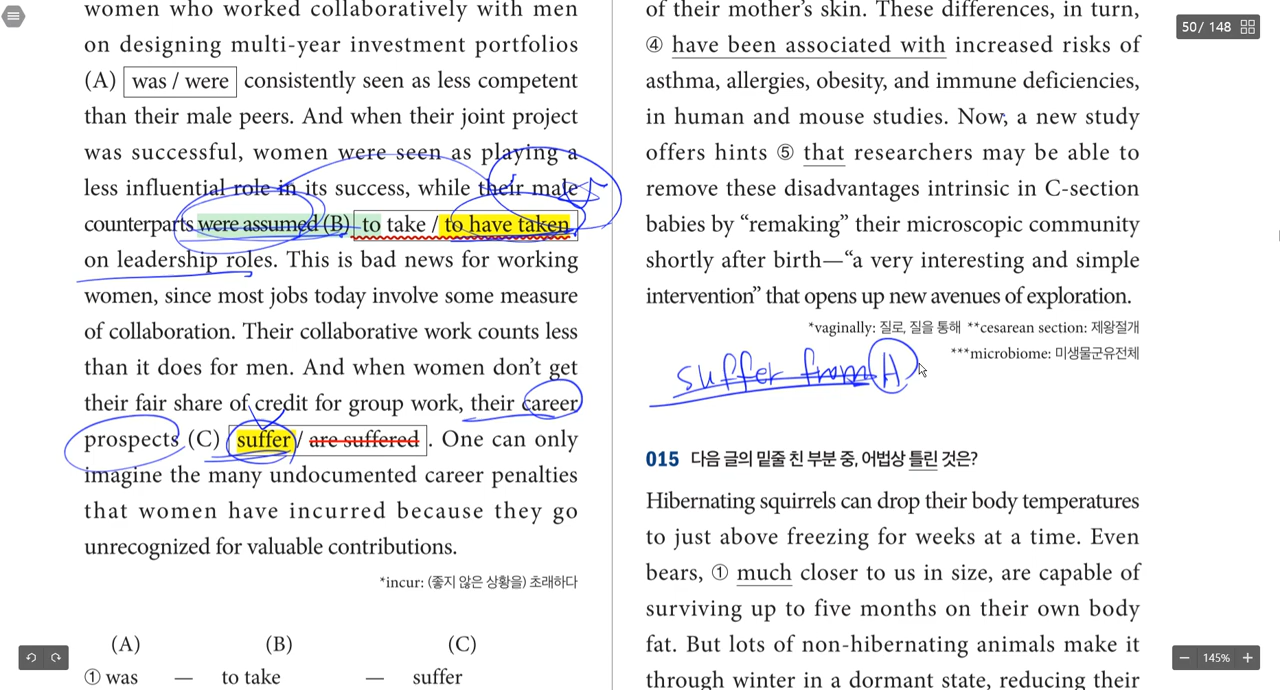 women who worked collaboratively with men
on designing multi-year investment portfolios
(A) was / were consistently seen as less competent
than their male peers. And when their joint project
was successful, women were seen as playing a
less influential role in its success, while their male
counterparts were assumed (B) to take / to have taken
on leadership roles. This is bad news for working
women, since most jobs today involve some measure
of collaboration. Their collaborative work counts less
than it does for men. And when women don't get
their fair share of credit for group work, their career
prospects (C) suffer / are suffered . One can only
imagine the many undocumented career penalties
that women have incurred because they go
unrecognized for valuable contributions.
*incur: (좋지 않은 상황을) 초래하다
(A) (B) (C)
① was — to take — suffer
of their mother's skin. These differences, in turn,
④ have been associated with increased risks of
asthma, allergies, obesity, and immune deficiencies,
in human and mouse studies. Now, a new study
offers hints ⑤ that researchers may be able to
remove these disadvantages intrinsic in C-section
babies by “remaking” their microscopic community
shortly after birth—“a very interesting and simple
intervention” that opens up new avenues of exploration.
*vaginally: 질로, 질을 통해 **cesarean section: 제왕절개
***microbiome: 미생물군유전체
suffer from A
015 다음 글의 밑줄 친 부분 중, 어법상 틀린 것은?
Hibernating squirrels can drop their body temperatures
to just above freezing for weeks at a time. Even
bears, ① much closer to us in size, are capable of
surviving up to five months on their own body
fat. But lots of non-hibernating animals make it
through winter in a dormant state, reducing their
50 / 148
145%